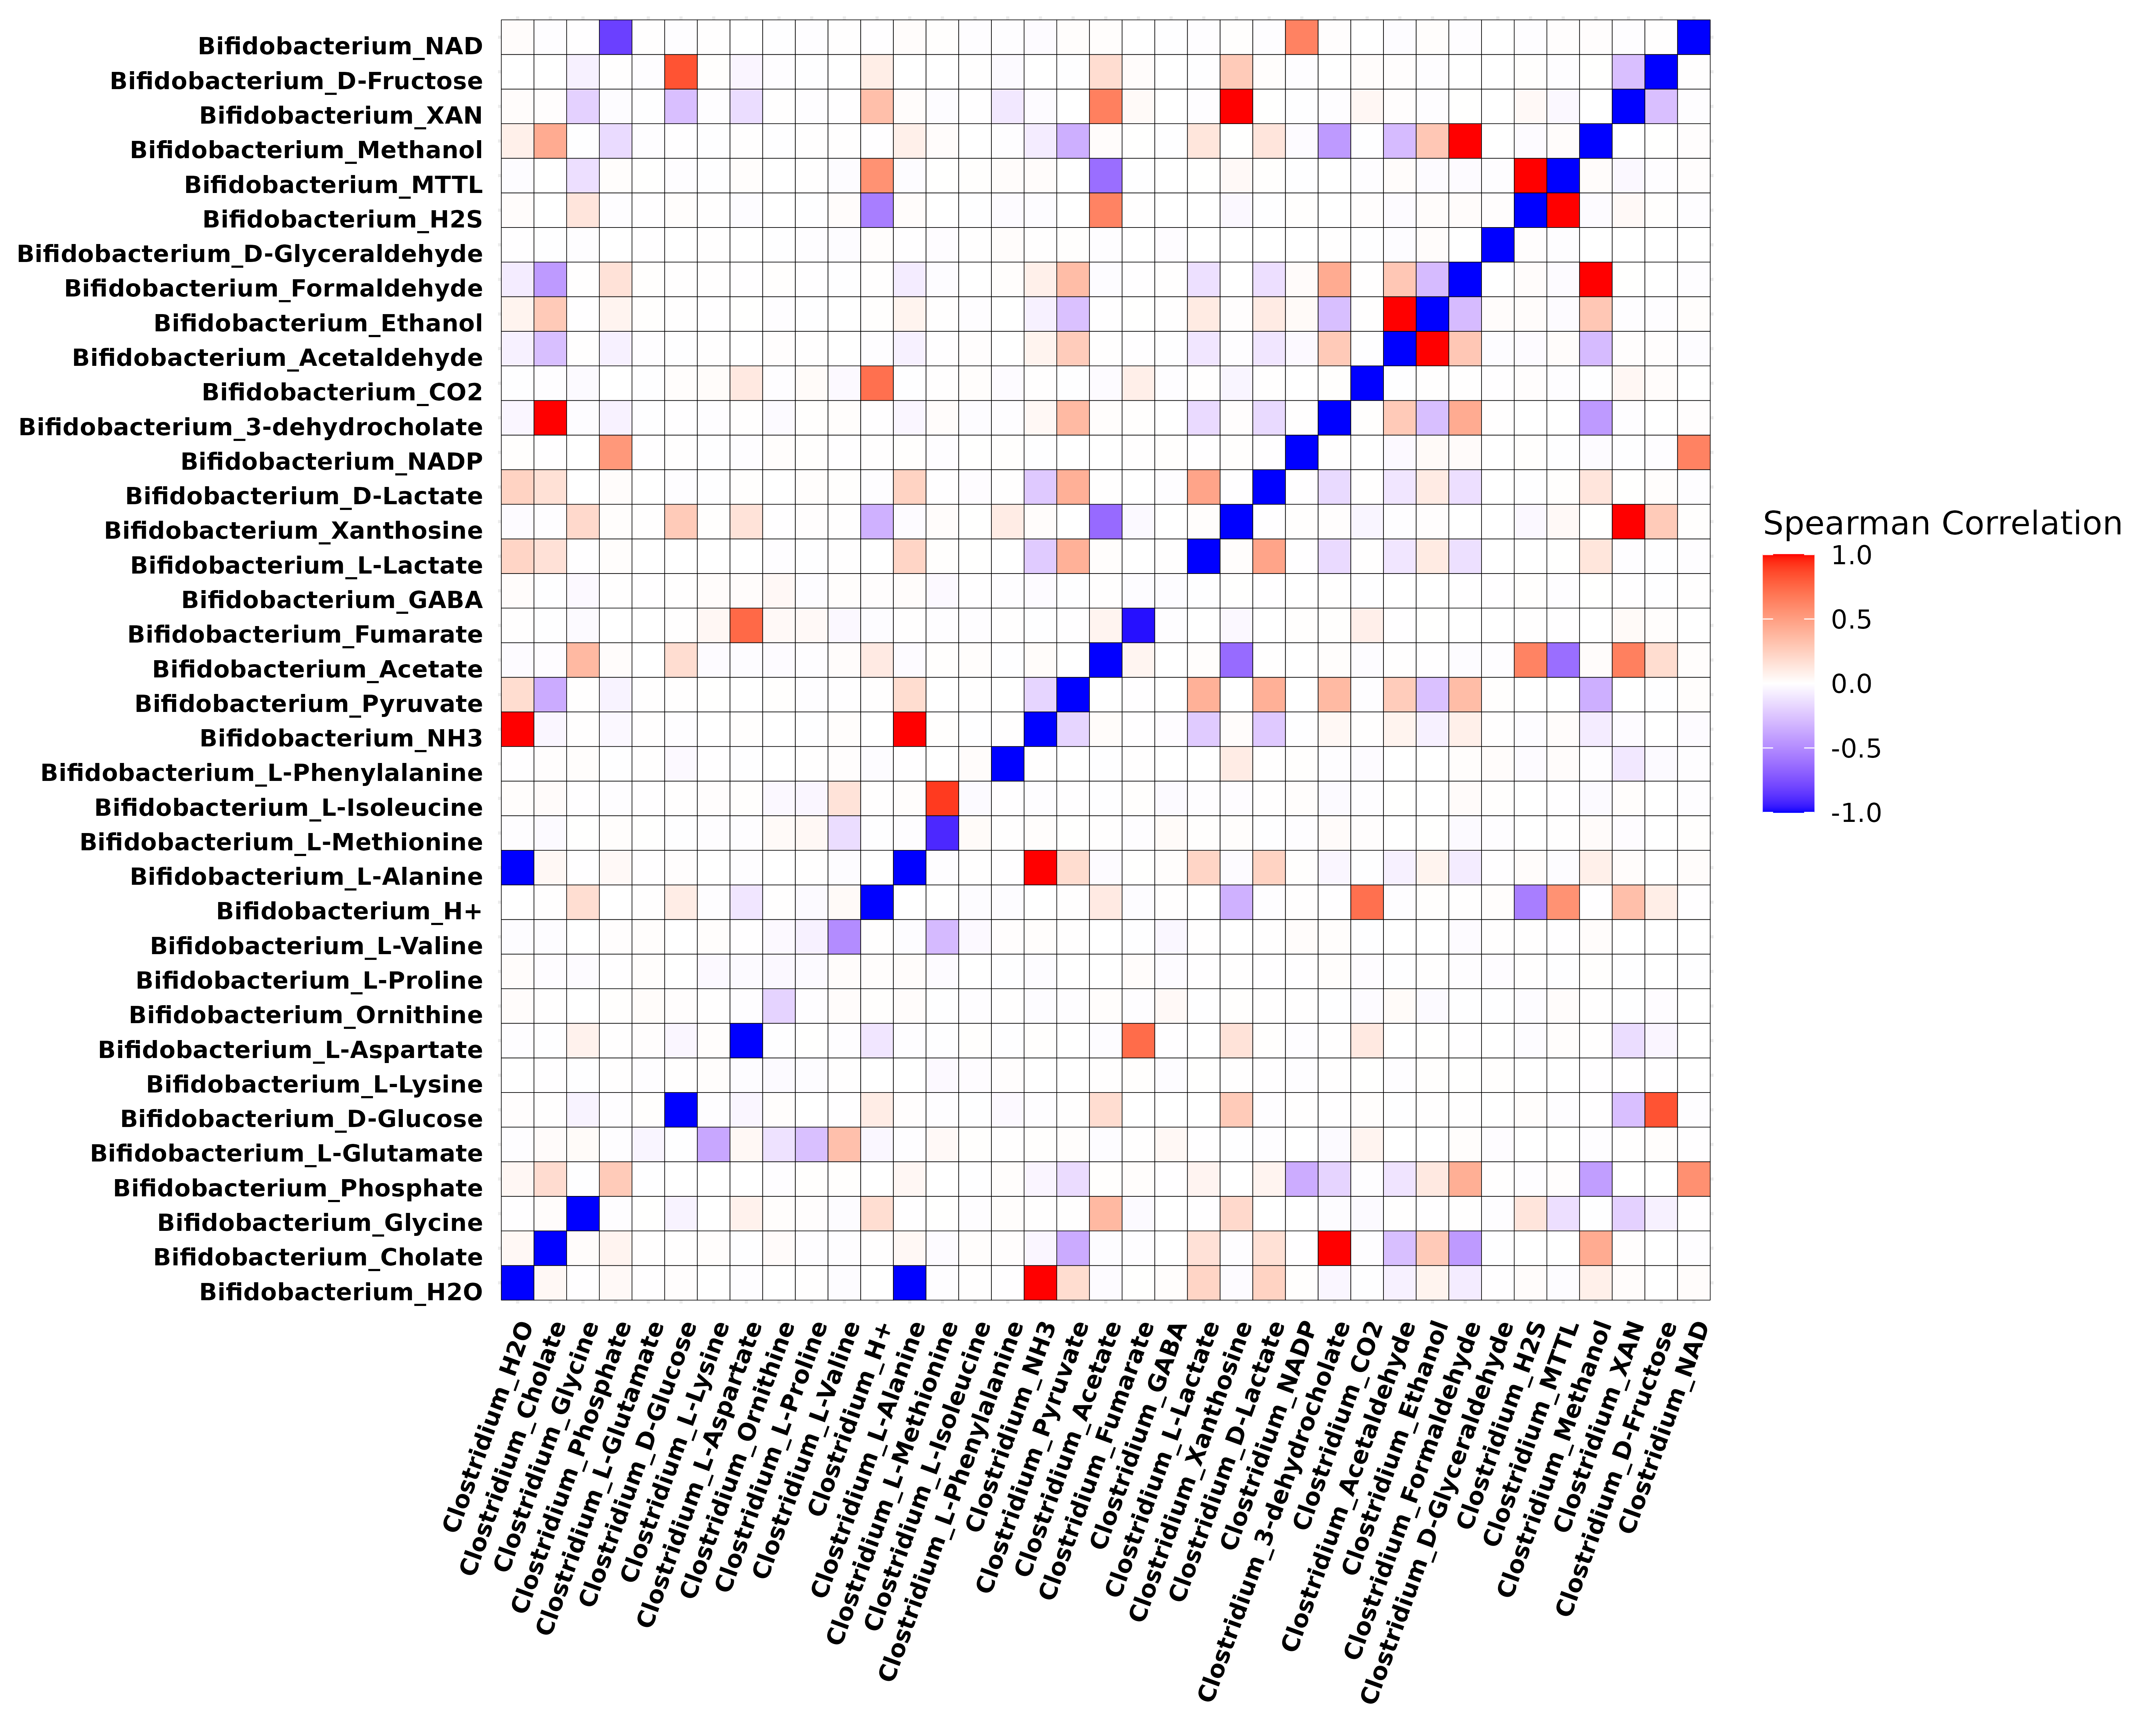 Bifidobacterium_NAD
Bifidobacterium_D-Fructose
Bifidobacterium_XAN
Bifidobacterium_Methanol
Bifidobacterium_MTTL
Bifidobacterium_H2S
Bifidobacterium_D-Glyceraldehyde
Bifidobacterium_Formaldehyde
Bifidobacterium_Ethanol
Bifidobacterium_Acetaldehyde
Bifidobacterium_CO2
Bifidobacterium_3-dehydrocholate
Bifidobacterium_NADP
Bifidobacterium_D-Lactate
Bifidobacterium_Xanthosine
Bifidobacterium_L-Lactate
Bifidobacterium_GABA
Bifidobacterium_Fumarate
Bifidobacterium_Acetate
Bifidobacterium_Pyruvate
Bifidobacterium_NH3
Bifidobacterium_L-Phenylalanine
Bifidobacterium_L-Isoleucine
Bifidobacterium_L-Methionine
Bifidobacterium_L-Alanine
Bifidobacterium_H+
Bifidobacterium_L-Valine
Bifidobacterium_L-Proline
Bifidobacterium_Ornithine
Bifidobacterium_L-Aspartate
Bifidobacterium_L-Lysine
Bifidobacterium_D-Glucose
Bifidobacterium_L-Glutamate
Bifidobacterium_Phosphate
Bifidobacterium_Glycine
Bifidobacterium_Cholate
Bifidobacterium_H2O
Clostridium_H2O
Clostridium_Cholate
Clostridium_Glycine
Clostridium_Phosphate
Clostridium_L-Glutamate
Clostridium_D-Glucose
Clostridium_L-Lysine
Clostridium_L-Aspartate
Clostridium_Ornithine
Clostridium_L-Proline
Clostridium_L-Valine
Clostridium_H+
Clostridium_L-Alanine
Clostridium_L-Methionine
Clostridium_L-Isoleucine
Clostridium_L-Phenylalanine
Clostridium_NH3
Clostridium_Pyruvate
Clostridium_Acetate
Clostridium_Fumarate
Clostridium_GABA
Clostridium_L-Lactate
Clostridium_Xanthosine
Clostridium_D-Lactate
Clostridium_NADP
Clostridium_3-dehydrocholate
Clostridium_CO2
Clostridium_Acetaldehyde
Clostridium_Ethanol
Clostridium_Formaldehyde
Clostridium_D-Glyceraldehyde
Clostridium_H2S
Clostridium_MTTL
Clostridium_Methanol
Clostridium_XAN
Clostridium_D-Fructose
Clostridium_NAD
Spearman Correlation
1.0
0.5
0.0
-0.5
-1.0